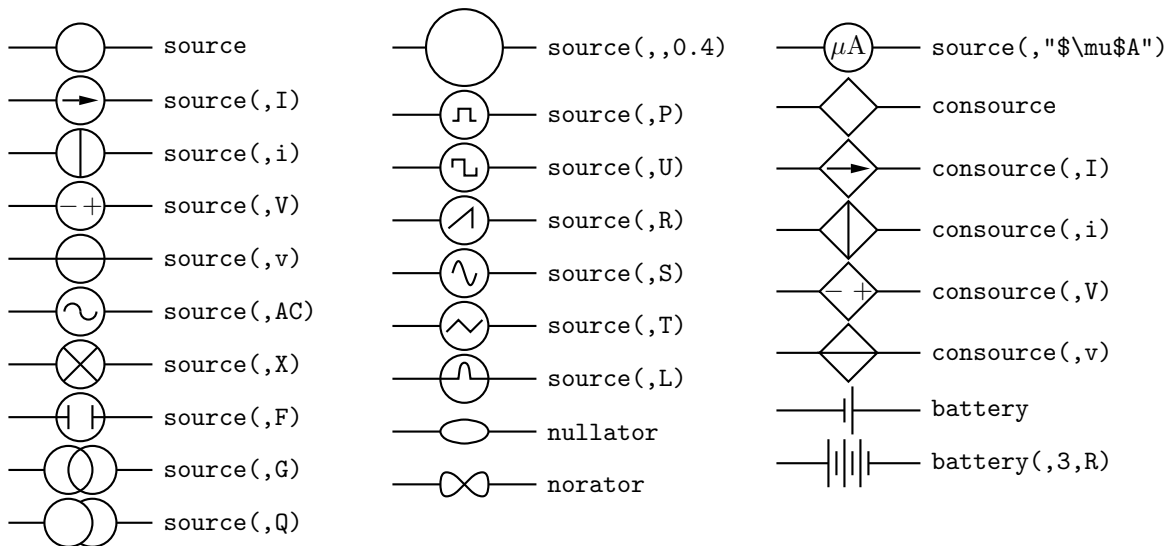 source
source(,I)
source(,i)
− + source(,V)
source(,v)
source(,AC)
source(,X)
source(,F)
source(,G)
source(,Q)
source(,,0.4)
source(,P)
source(,U)
source(,R)
source(,S)
source(,T)
source(,L)
nullator
norator
μA source(,"$\mu$A")
consource
consource(,I)
consource(,i)
− + consource(,V)
consource(,v)
battery
battery(,3,R)